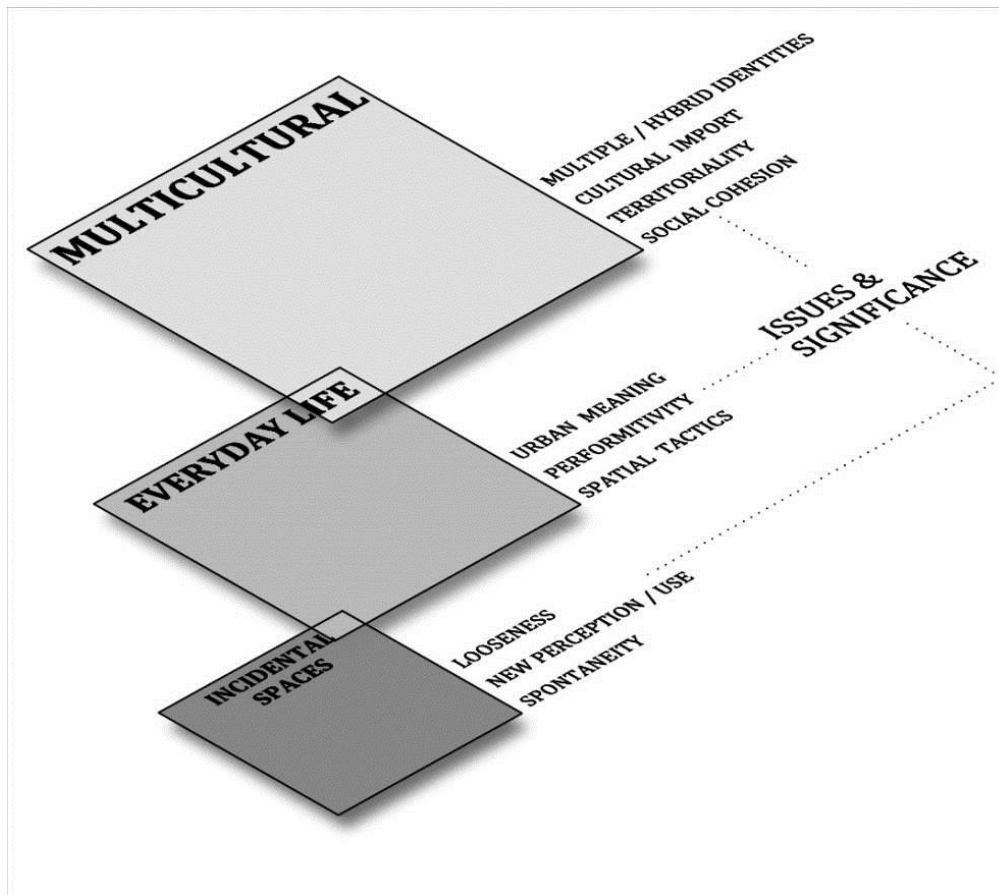 MULTICULTURAL
MULTIPLE / HYBRID IDENTITIES
CULTURAL IMPORT
TERRITORIALITY
SOCIAL COHESION
ISSUES &
SIGNIFICANCE
EVERYDAY LIFE
URBAN MEANING
PERFORMITIVITY
SPATIAL TACTICS
INCIDENTAL
SPACES
LOOSENESS
NEW PERCEPTION / USE
SPONTANEITY